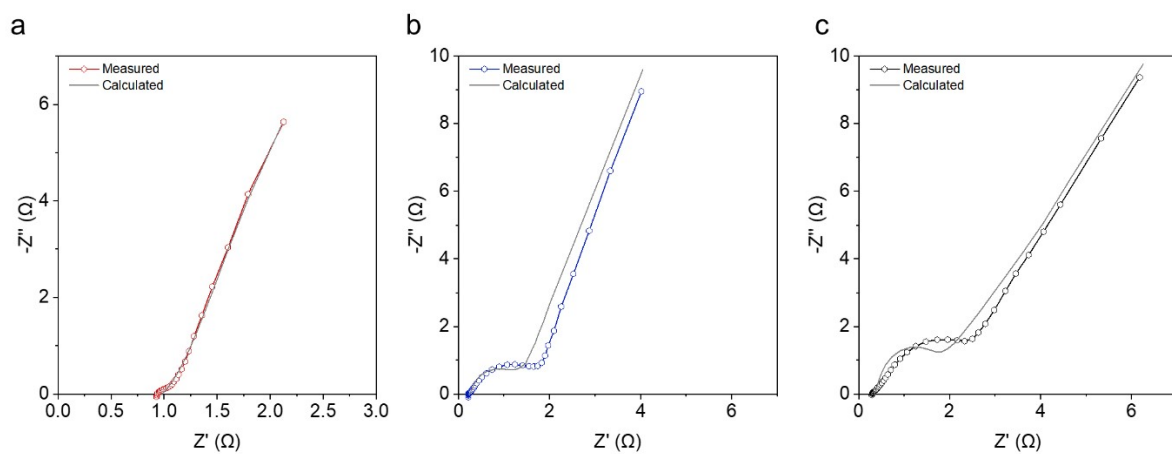 a
Measured
Calculated
-Z'' (Ω)
6
4
2
0
0.0 0.5 1.0 1.5 2.0 2.5 3.0
Z' (Ω)
b
Measured
Calculated
-Z'' (Ω)
10
8
6
4
2
0
0 2 4 6
Z' (Ω)
c
Measured
Calculated
-Z'' (Ω)
10
8
6
4
2
0
0 2 4 6
Z' (Ω)